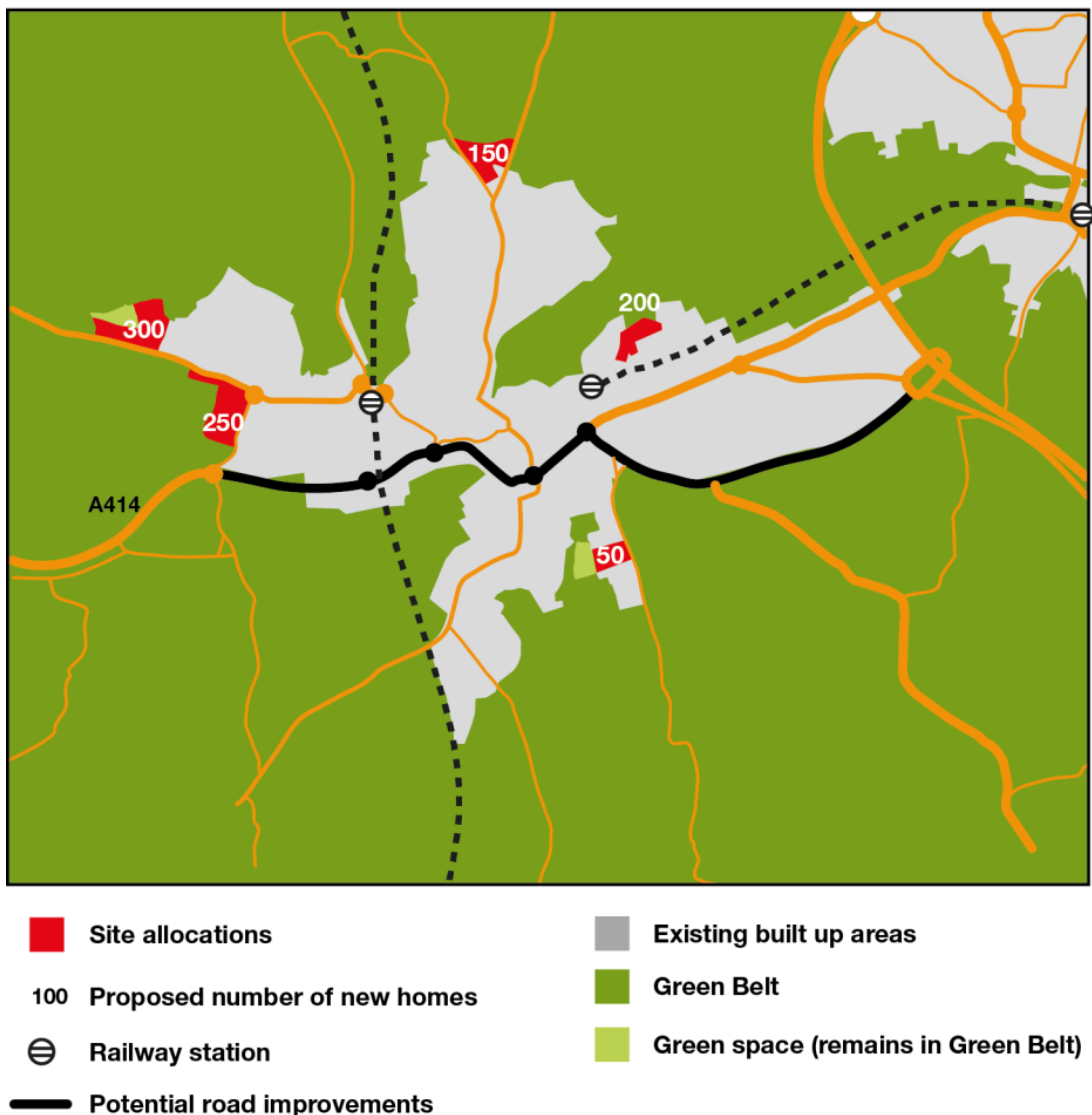 150
200
300
250
A414
50
Site allocations
100 Proposed number of new homes
Railway station
Potential road improvements
Existing built up areas
Green Belt
Green space (remains in Green Belt)